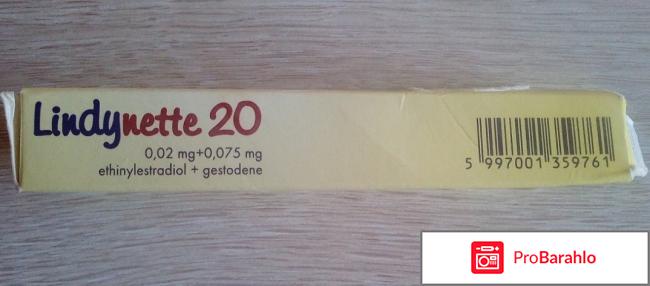 Lindynette 20
0,02 mg+0,075 mg
ethinylestradiol + gestodene
5 997001 359761
ProBarahlo